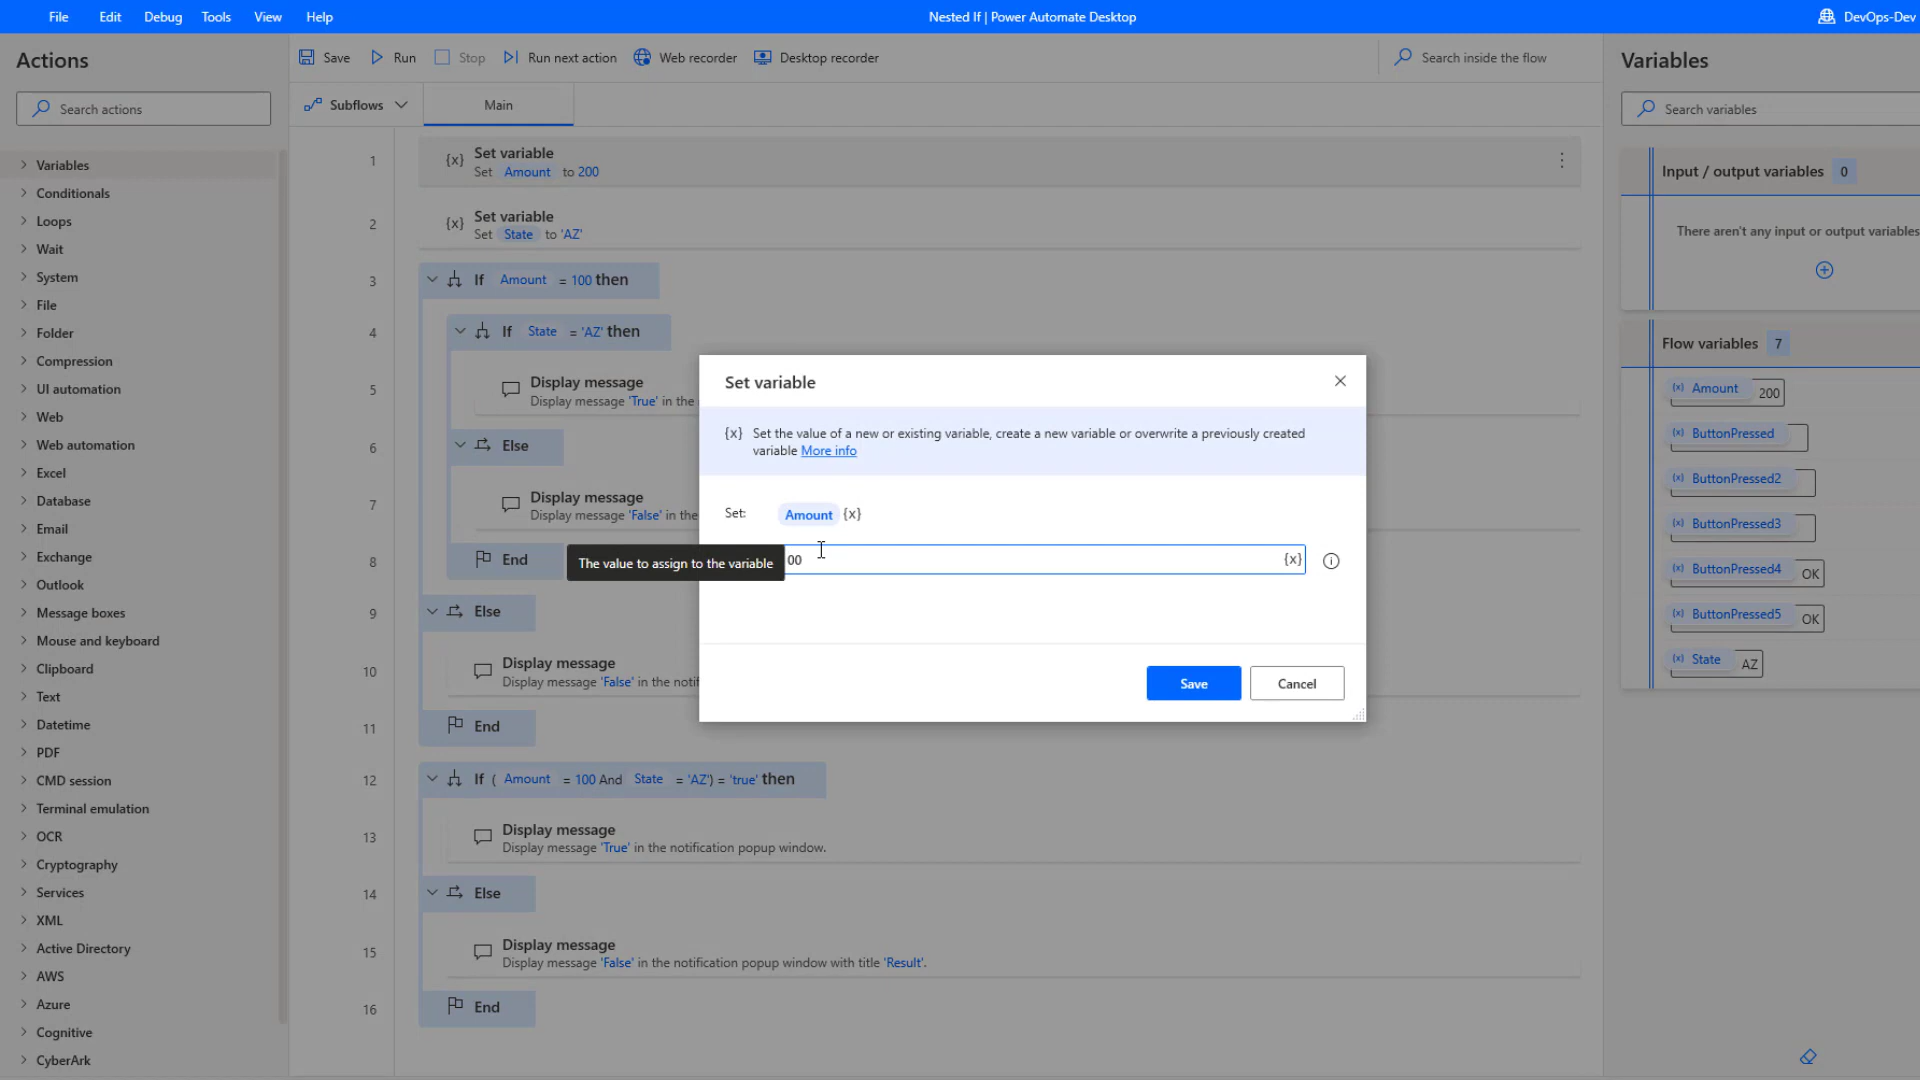 File Edit Debug Tools View Help
Nested If | Power Automate Desktop
DevOps-Dev
Actions
Search actions
Variables
Conditionals
Loops
Wait
System
File
Folder
Compression
UI automation
Web
Web automation
Excel
Database
Email
Exchange
Outlook
Message boxes
Mouse and keyboard
Clipboard
Text
Datetime
PDF
CMD session
Terminal emulation
OCR
Cryptography
Services
XML
Active Directory
AWS
Azure
Cognitive
CyberArk
Save Run Stop Run next action Web recorder Desktop recorder
Search inside the flow
Subflows Main
1 {x} Set variable
Set Amount to 200
2 {x} Set variable
Set State to 'AZ'
3 If Amount = 100 then
4 If State = 'AZ' then
5 Display message
Display message 'True' in the
6 Else
7 Display message
Display message 'False' in the
8 End
9 Else
10 Display message
Display message 'False' in the notif
11 End
12 If ( Amount = 100 And State = 'AZ') = 'true' then
13 Display message
Display message 'True' in the notification popup window.
14 Else
15 Display message
Display message 'False' in the notification popup window with title 'Result'.
16 End
Set variable
{x} Set the value of a new or existing variable, create a new variable or overwrite a previously created
variable More info
Set: Amount {x}
The value to assign to the variable
00 {x}
Save Cancel
Variables
Search variables
Input / output variables 0
There aren't any input or output variables
Flow variables 7
(x) Amount 200
(x) ButtonPressed
(x) ButtonPressed2
(x) ButtonPressed3
(x) ButtonPressed4 OK
(x) ButtonPressed5 OK
(x) State AZ